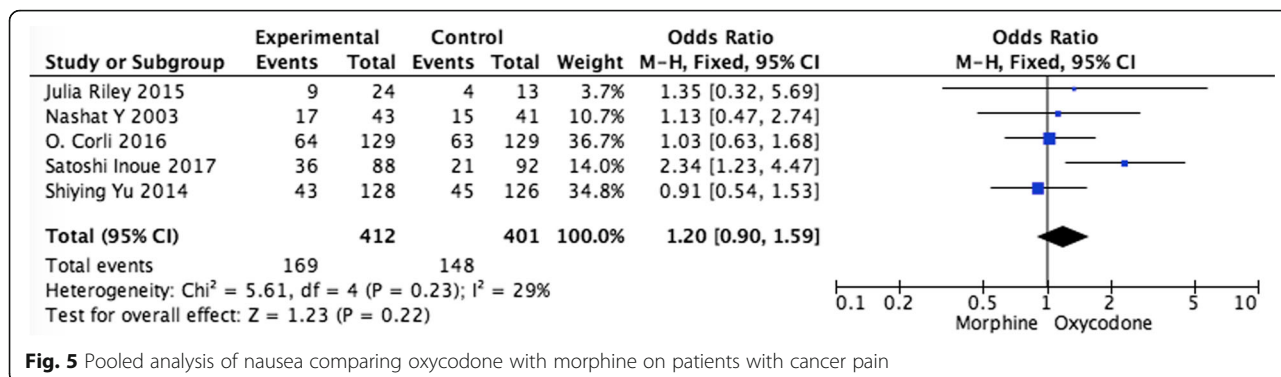 Experimental Control Odds Ratio Odds Ratio
Study or Subgroup Events Total Events Total Weight M-H, Fixed, 95% CI M-H, Fixed, 95% CI
Julia Riley 2015 9 24 4 13 3.7% 1.35 [0.32, 5.69]
Nashat Y 2003 17 43 15 41 10.7% 1.13 [0.47, 2.74]
O. Corli 2016 64 129 63 129 36.7% 1.03 [0.63, 1.68]
Satoshi Inoue 2017 36 88 21 92 14.0% 2.34 [1.23, 4.47]
Shiying Yu 2014 43 128 45 126 34.8% 0.91 [0.54, 1.53]
Total (95% CI) 412 401 100.0% 1.20 [0.90, 1.59]
Total events 169 148
Heterogeneity: Chi² = 5.61, df = 4 (P = 0.23); I² = 29%
Test for overall effect: Z = 1.23 (P = 0.22)
0.1 0.2 0.5 1 2 5 10
Morphine Oxycodone
Fig. 5 Pooled analysis of nausea comparing oxycodone with morphine on patients with cancer pain